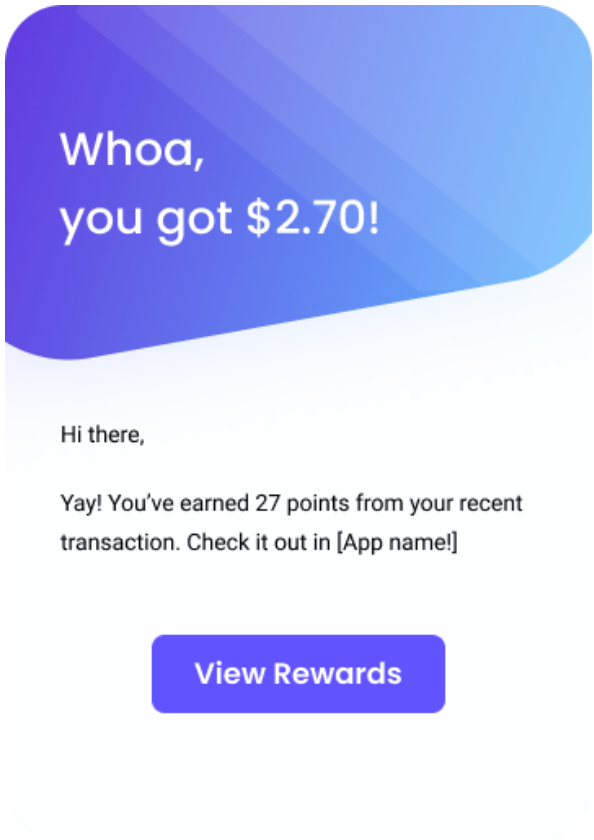 Whoa,
you got $2.70!
Hi there,
Yay! You’ve earned 27 points from your recent
transaction. Check it out in [App name!]
View Rewards